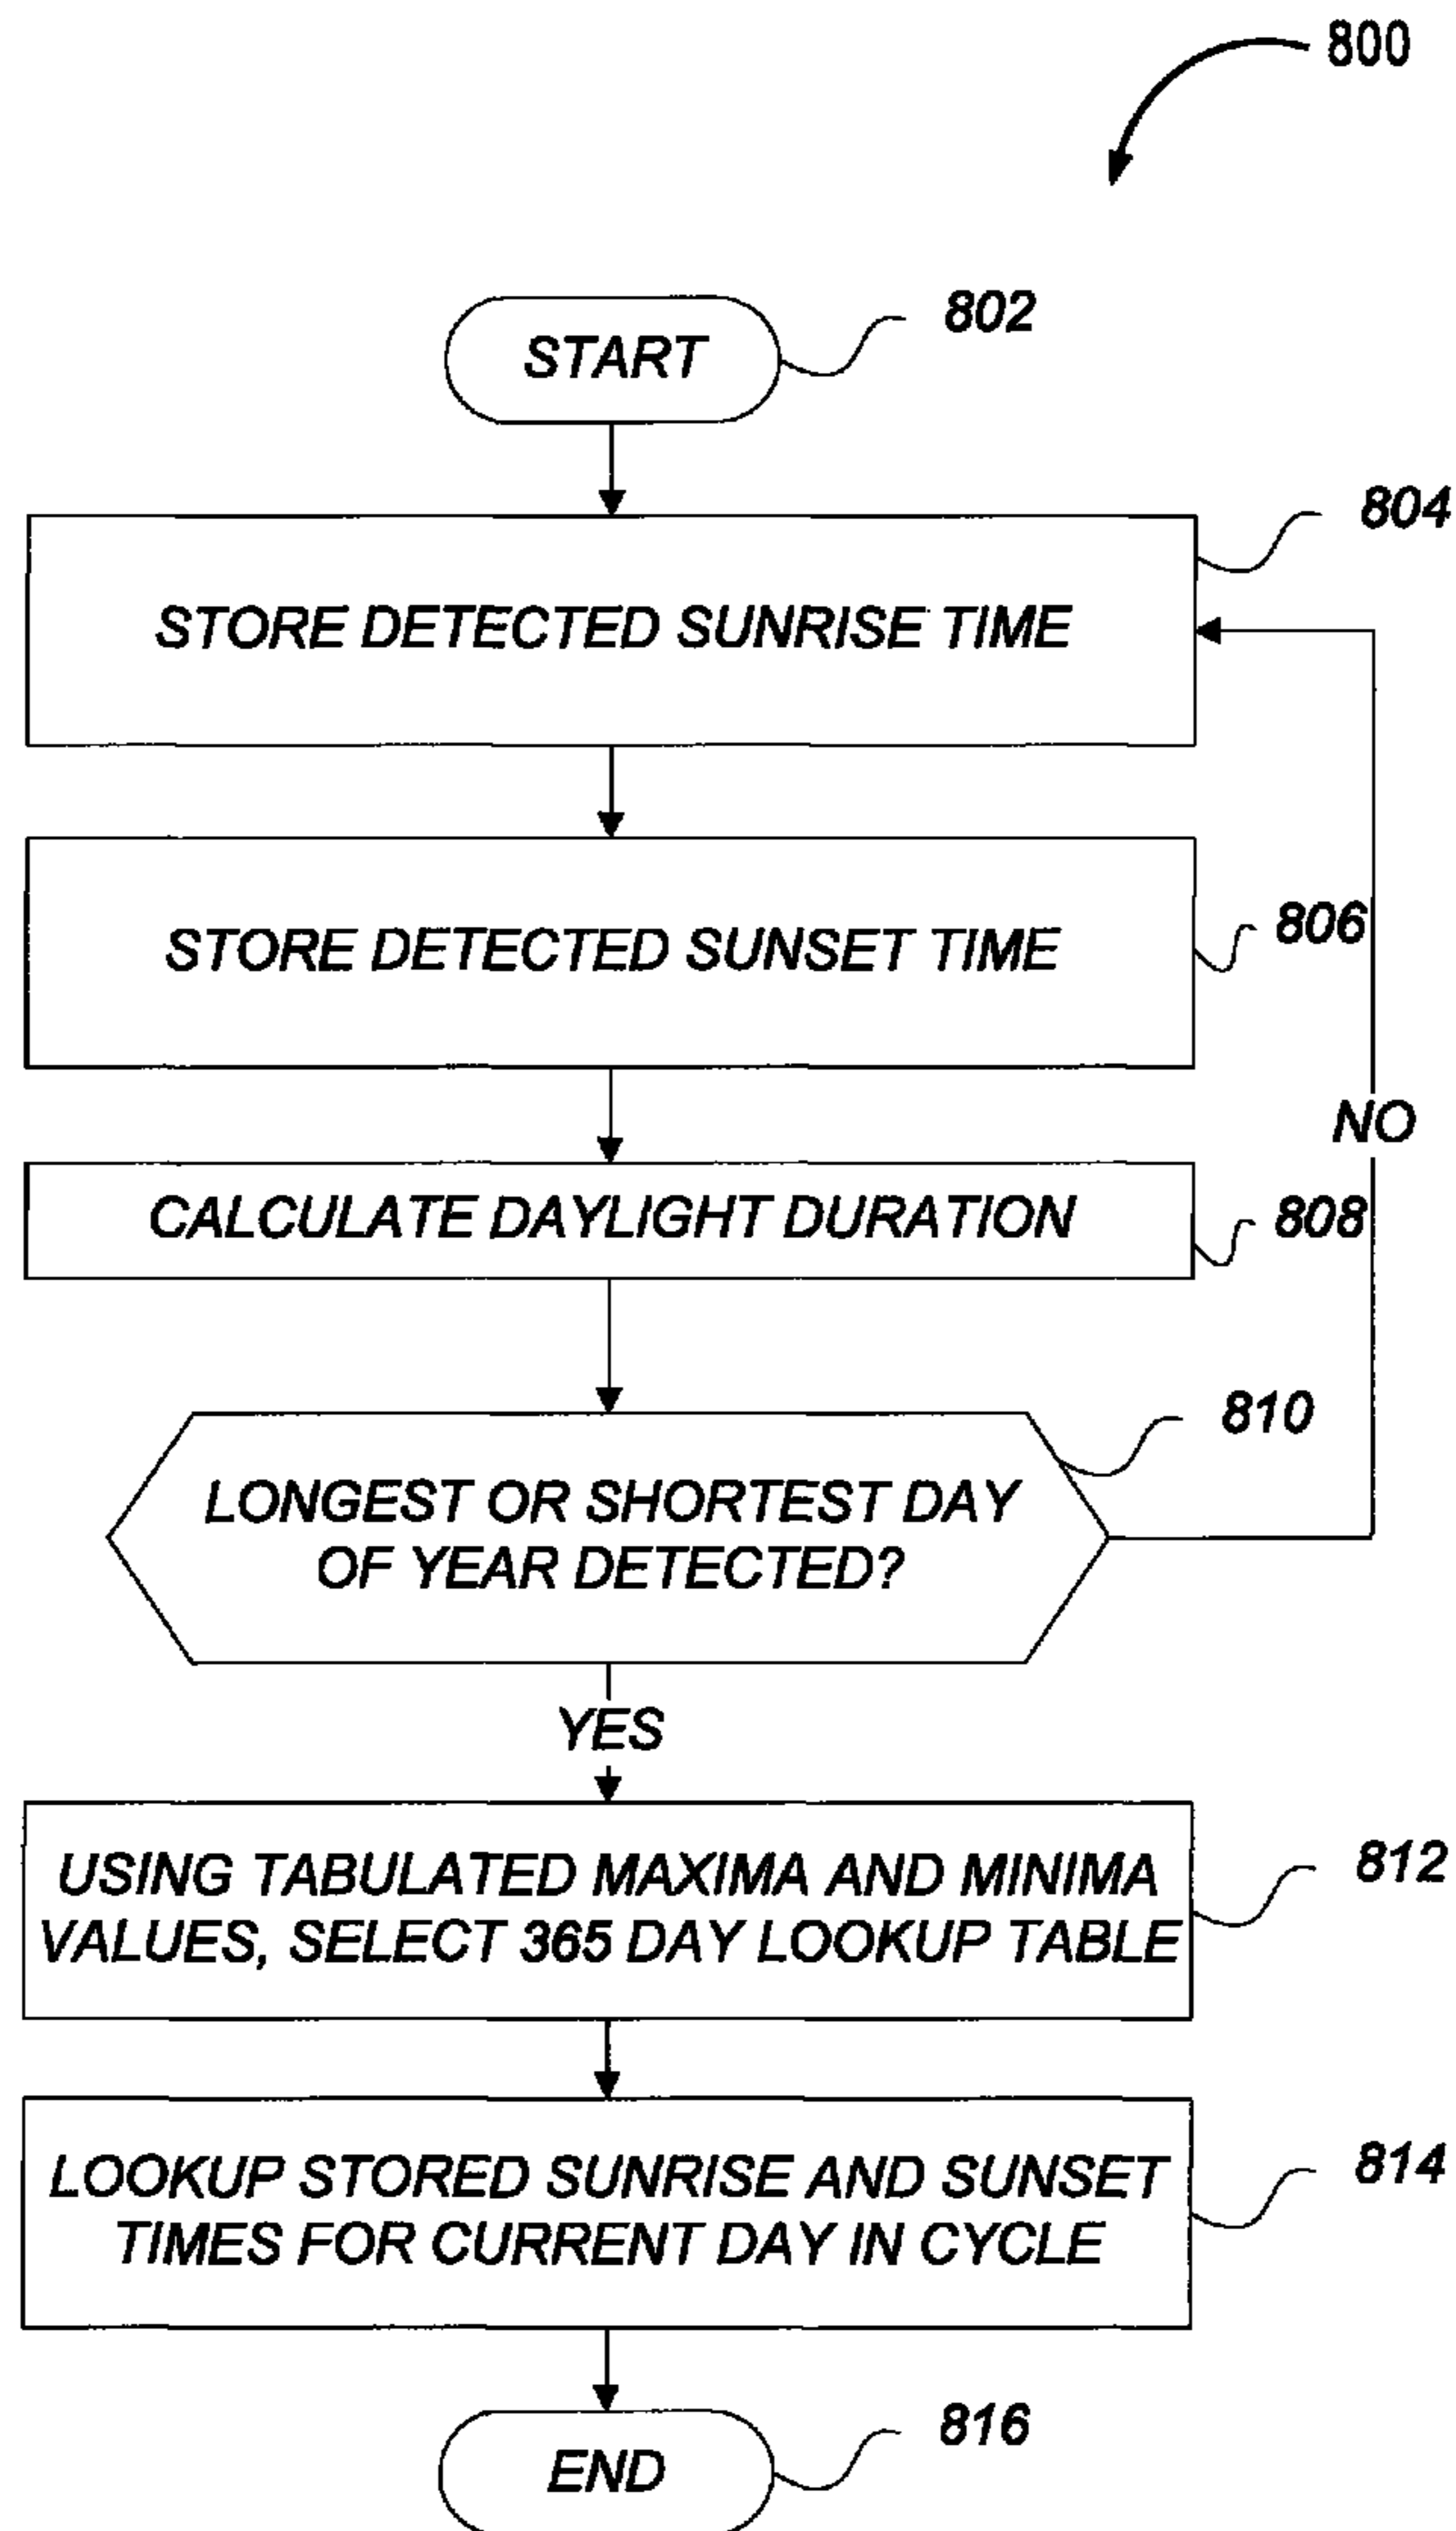 800
START
802
804
STORE DETECTED SUNRISE TIME
STORE DETECTED SUNSET TIME
806
NO
CALCULATE DAYLIGHT DURATION
808
810
LONGEST OR SHORTEST DAY
OF YEAR DETECTED?
YES
USING TABULATED MAXIMA AND MINIMA
VALUES, SELECT 365 DAY LOOKUP TABLE
812
LOOKUP STORED SUNRISE AND SUNSET
TIMES FOR CURRENT DAY IN CYCLE
814
816
END